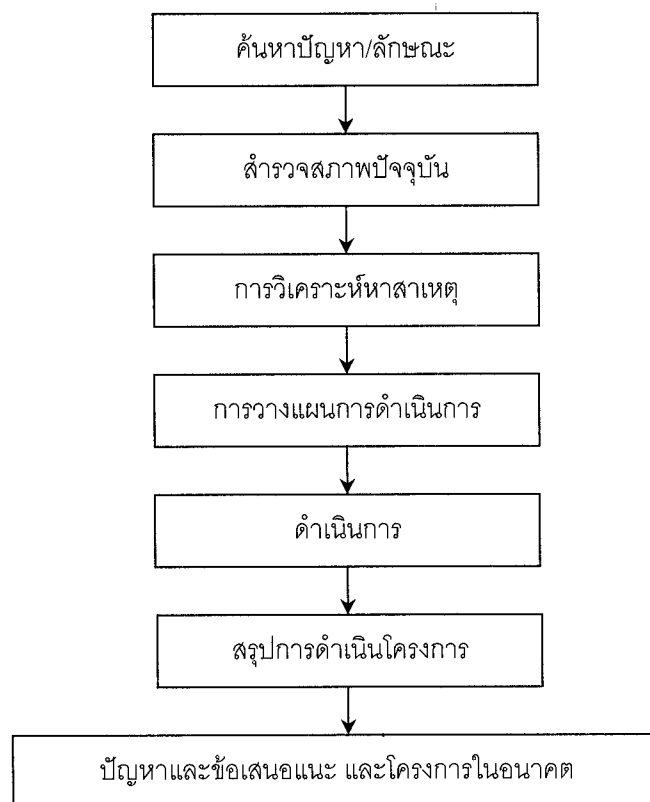 ค้นหาปัญหา/ลักษณะ
สำรวจสภาพปัจจุบัน
การวิเคราะห์หาสาเหตุ
การวางแผนการดำเนินการ
ดำเนินการ
สรุปการดำเนินโครงการ
ปัญหาและข้อเสนอแนะ และโครงการในอนาคต